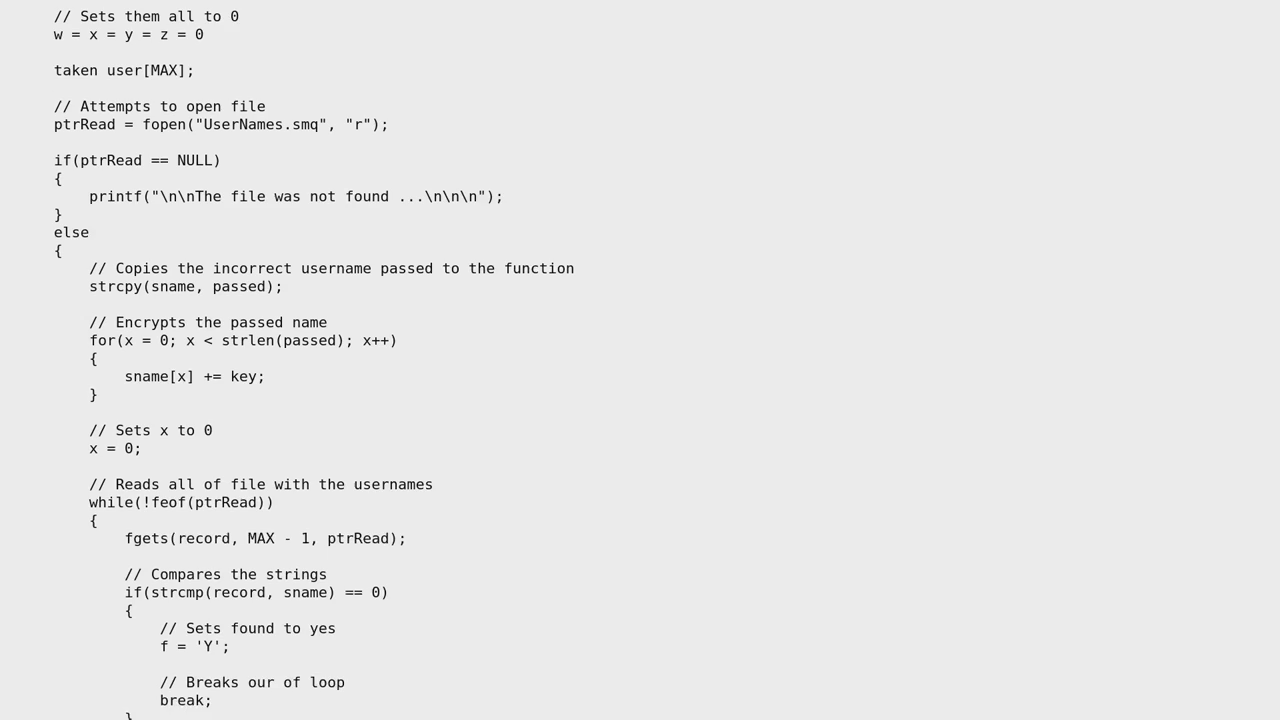 // Sets them all to 0
w = x = y = z = 0
taken user[MAX];
// Attempts to open file
ptrRead = fopen("UserNames.smq", "r");
if(ptrRead == NULL)
{
printf("\n\nThe file was not found ...\n\n\n");
}
else
{
// Copies the incorrect username passed to the function
strcpy(sname, passed);
// Encrypts the passed name
for(x = 0; x < strlen(passed); x++)
{
sname[x] += key;
}
// Sets x to 0
x = 0;
// Reads all of file with the usernames
while(!feof(ptrRead))
{
fgets(record, MAX - 1, ptrRead);
// Compares the strings
if(strcmp(record, sname) == 0)
{
// Sets found to yes
f = 'Y';
// Breaks our of loop
break;
}